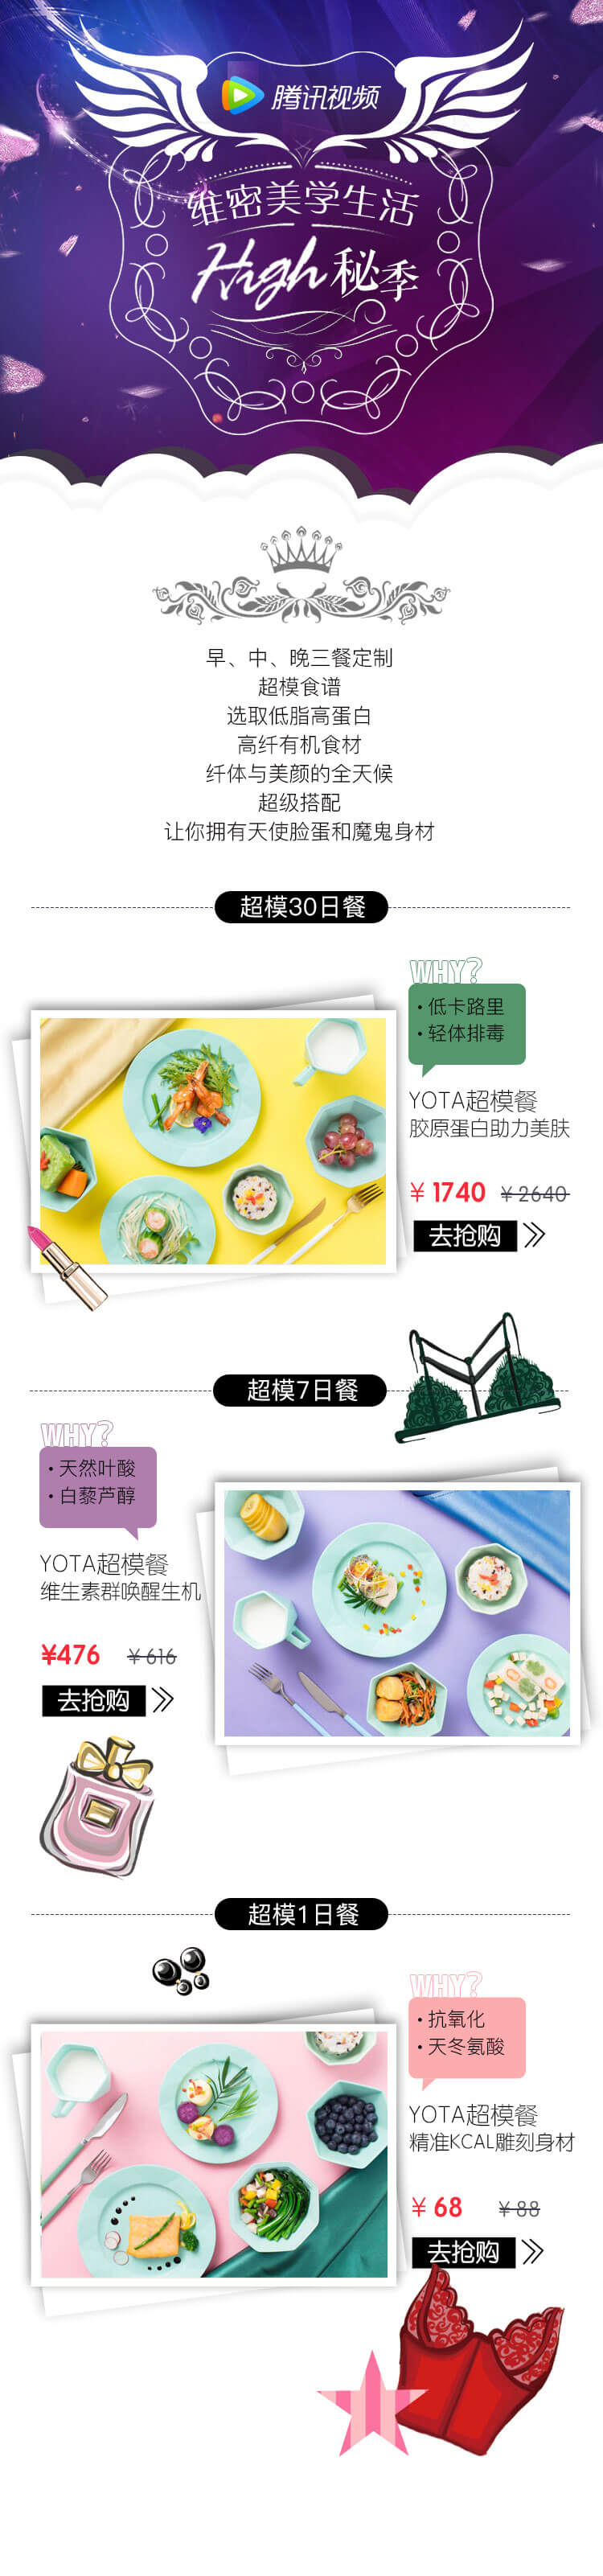 腾讯视频
维密美学生活
High秘季
早、中、晚三餐定制
超模食谱
选取低脂高蛋白
高纤有机食材
纤体与美颜的全天候
超级搭配
让你拥有天使脸蛋和魔鬼身材
超模30日餐
WHY?
·低卡路里
·轻体排毒
YOTA超模餐
胶原蛋白助力美肤
¥ 1740 ¥ 2640
去抢购
超模7日餐
WHY?
·天然叶酸
·白藜芦醇
YOTA超模餐
维生素群唤醒生机
¥476 ¥ 616
去抢购
超模1日餐
WHY?
·抗氧化
·天冬氨酸
YOTA超模餐
精准KCAL雕刻身材
¥ 68 ¥ 88
去抢购